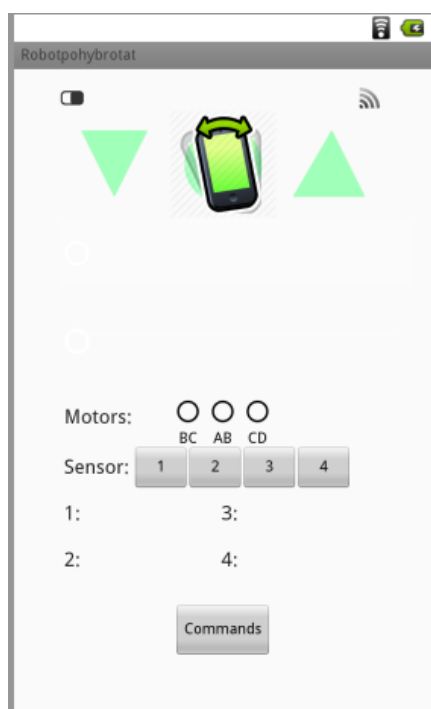 Robotpohybrotat
Motors:
BC AB CD
Sensor: 1 2 3 4
1: 3:
2: 4:
Commands